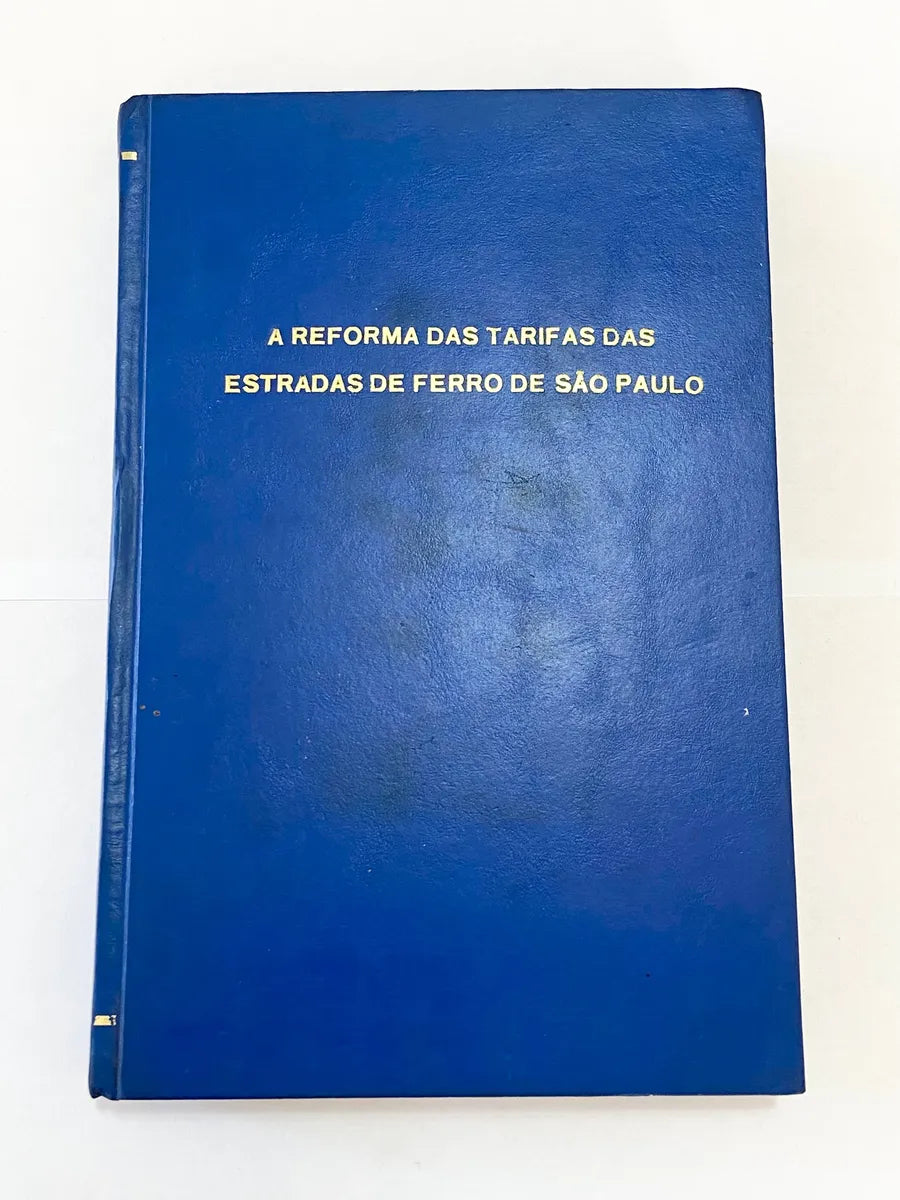 A REFORMA DAS TARIFAS DAS
ESTRADAS DE FERRO DE SÃO PAULO